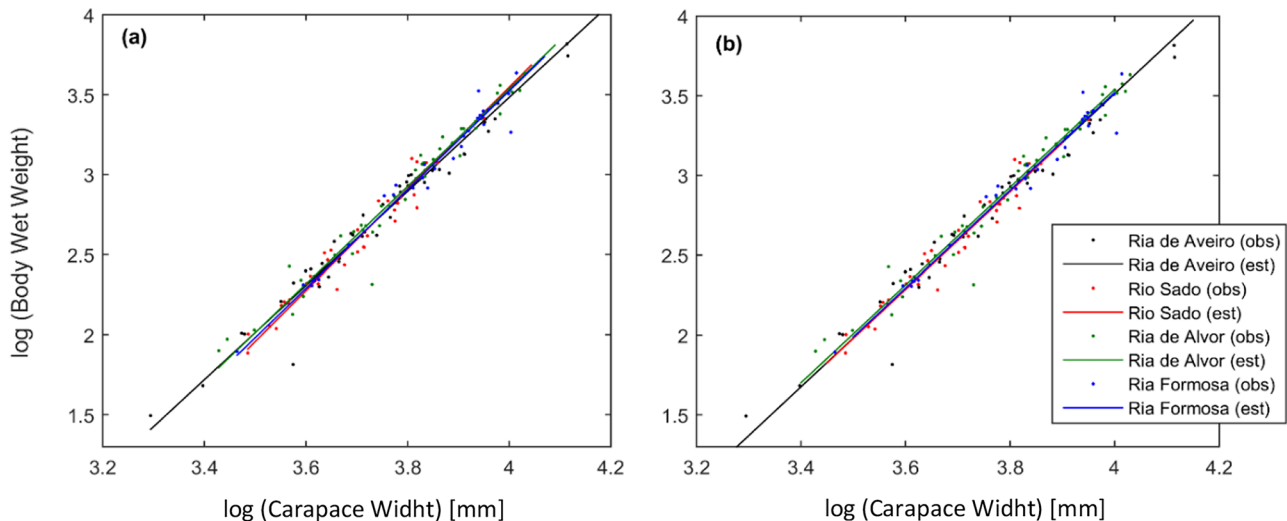 (a)
4
3.5
3
2.5
2
1.5
3.2
3.4
3.6
3.8
4
4.2
log (Body Wet Weight)
log (Carapace Widht) [mm]
(b)
4
3.5
3
2.5
2
1.5
3.2
3.4
3.6
3.8
4
4.2
log (Carapace Widht) [mm]
Ria de Aveiro (obs)
Ria de Aveiro (est)
Rio Sado (obs)
Rio Sado (est)
Ria de Alvor (obs)
Ria de Alvor (est)
Ria Formosa (obs)
Ria Formosa (est)